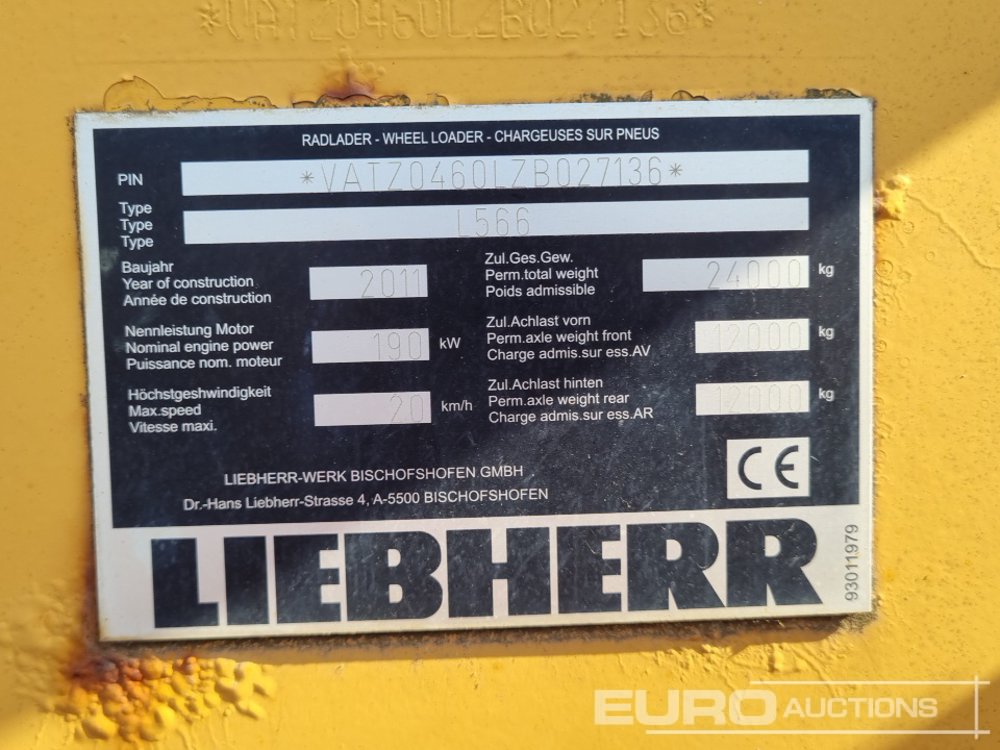 *VATZ0460LZB027136*
RADLADER - WHEEL LOADER - CHARGEUSES SUR PNEUS
PIN *VATZ0460LZB027136*
Type
Type L566
Type
Baujahr
Year of construction 2011
Année de construction
Zul.Ges.Gew.
Perm.total weight 24000 kg
Poids admissible
Nennleistung Motor
Nominal engine power 190 kW
Puissance nom. moteur
Zul.Achlast vorn
Perm.axle weight front 12000 kg
Charge admis.sur ess.AV
Höchstgeshwindigkeit
Max.speed 20 km/h
Vitesse maxi.
Zul.Achlast hinten
Perm.axle weight rear 12000 kg
Charge admis.sur ess.AR
LIEBHERR-WERK BISCHOFSHOFEN GMBH
Dr.-Hans Liebherr-Strasse 4, A-5500 BISCHOFSHOFEN
CE
LIEBHERR
93011979
EURO AUCTIONS